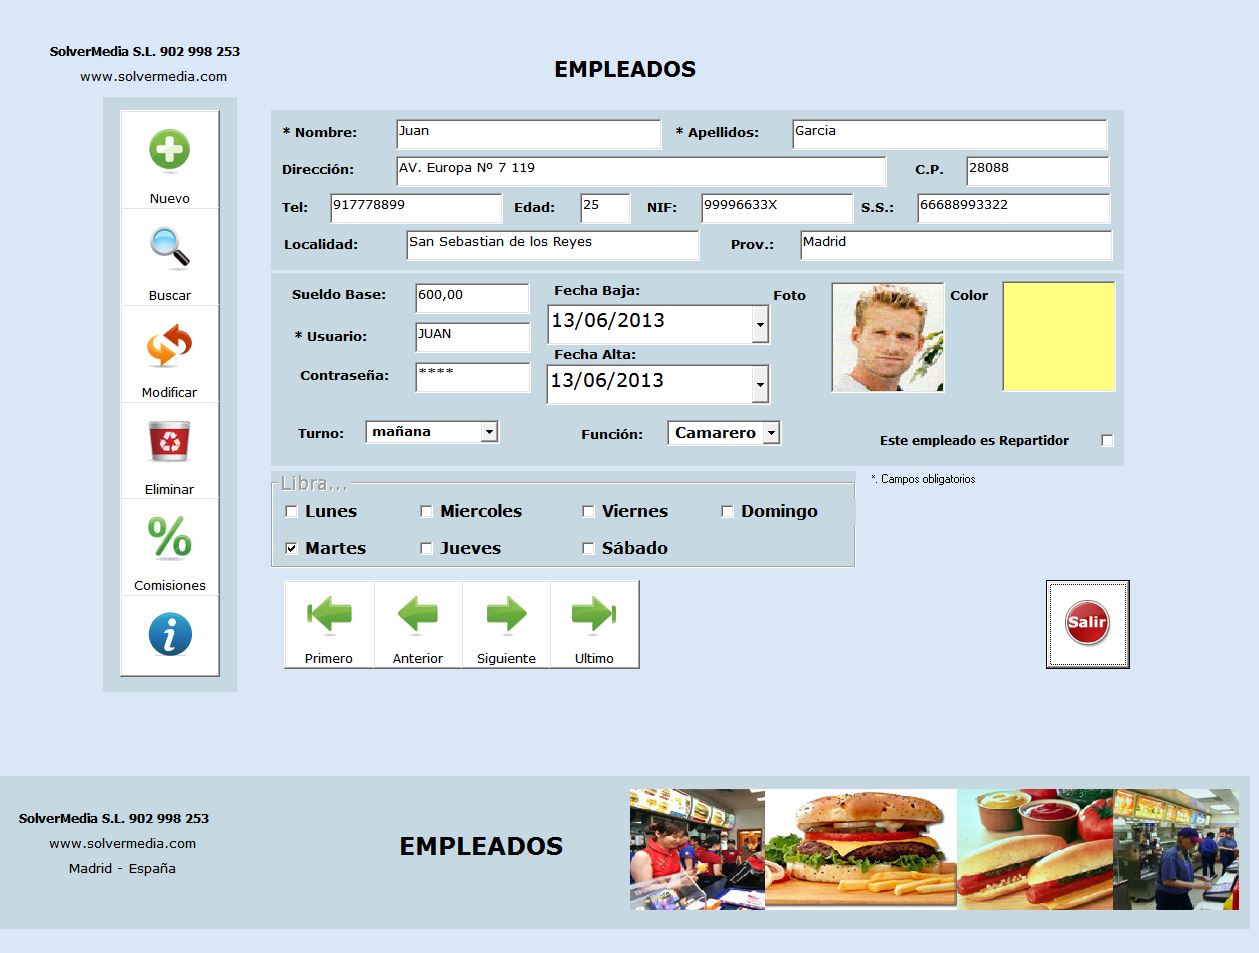 SolverMedia S.L. 902 998 253
www.solvermedia.com
EMPLEADOS
Nuevo
Buscar
Modificar
Eliminar
Comisiones
* Nombre: Juan * Apellidos: Garcia
Dirección: AV. Europa Nº 7 119 C.P. 28088
Tel: 917778899 Edad: 25 NIF: 99996633X S.S.: 66688993322
Localidad: San Sebastian de los Reyes Prov.: Madrid
Sueldo Base: 600,00 Fecha Baja: Foto Color
13/06/2013
* Usuario: JUAN
Fecha Alta:
Contraseña: **** 13/06/2013
Turno: mañana Función: Camarero Este empleado es Repartidor
Libra... *. Campos obligatorios
Lunes Miercoles Viernes Domingo
Martes Jueves Sábado
Primero Anterior Siguiente Ultimo
Salir
SolverMedia S.L. 902 998 253
www.solvermedia.com
Madrid - España
EMPLEADOS